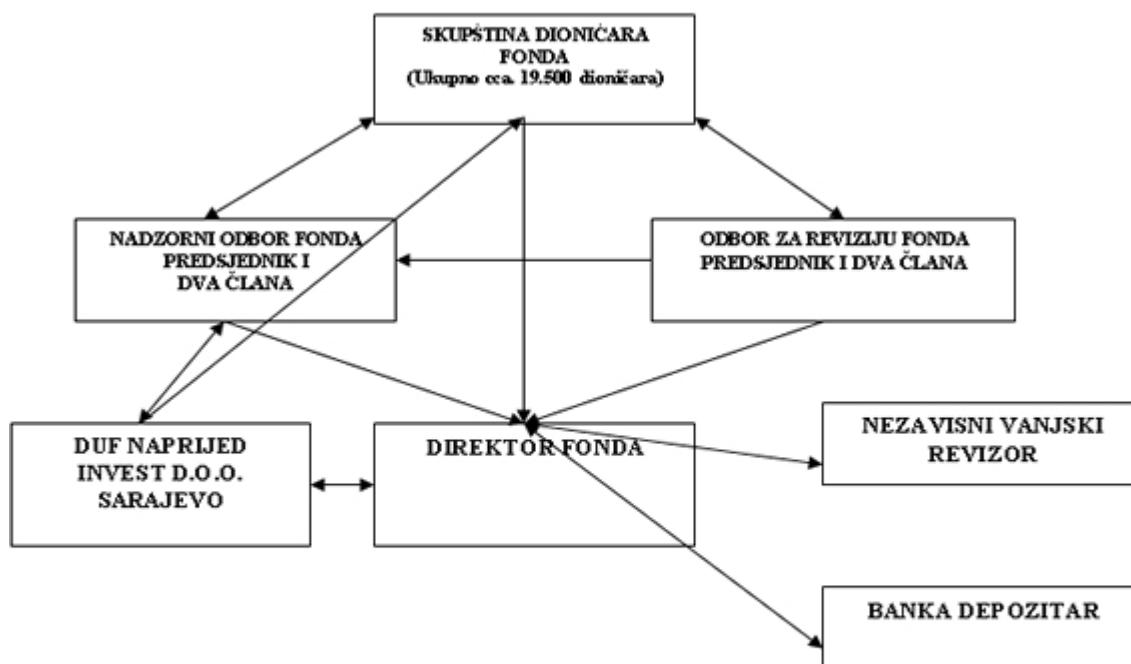 SKUPŠTINA DIONIČARA
FONDA
(Ukupno cca. 19.500 dioničara)
NADZORNI ODBOR FONDA
PREDSJEDNIK I
DVA ČLANA
ODBOR ZA REVIZIJU FONDA
PREDSJEDNIK I DVA ČLANA
DUF NAPRIJED
INVEST D.O.O.
SARAJEVO
DIREKTOR FONDA
NEZAVISNI VANJSKI
REVIZOR
BANKA DEPOZITAR